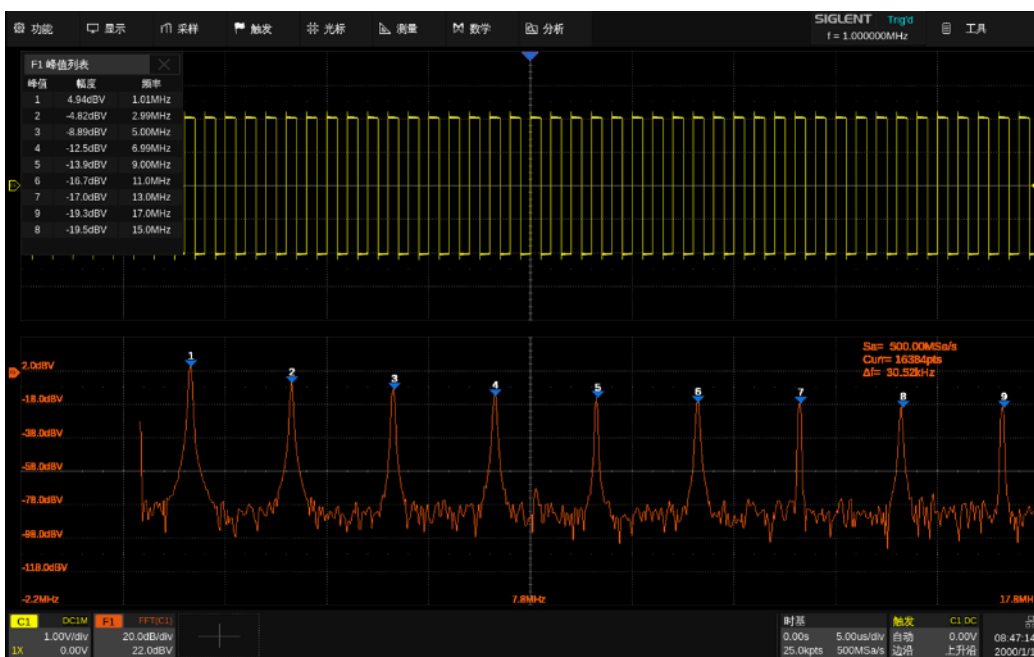 功能 显示 采样 触发 光标 测量 数学 分析 SIGLENT Trig'd 工具
f = 1.000000MHz
F1 峰值列表
峰值 幅度 频率
1 4.94dBV 1.01MHz
2 -4.82dBV 2.99MHz
3 -8.89dBV 5.00MHz
4 -12.5dBV 6.99MHz
5 -13.9dBV 9.00MHz
6 -16.7dBV 11.0MHz
7 -17.0dBV 13.0MHz
9 -19.3dBV 17.0MHz
8 -19.5dBV 15.0MHz
Sa= 500.00MSa/s
Curr= 16384pts
Δf= 30.52kHz
1 2 3 4 5 6 7 8 9
2.0dBV
-18.0dBV
-38.0dBV
-58.0dBV
-78.0dBV
-98.0dBV
-118.0dBV
-2.2MHz 7.8MHz 17.8MH
C1 DC1M F1 FFT(C1) 时基 触发 C1 DC
1.00V/div 20.0dB/div 0.00s 5.00us/div 自动 0.00V 08:47:14
1X 0.00V 22.0dBV 25.0kpts 500MSa/s 边沿 上升沿 2000/1/1